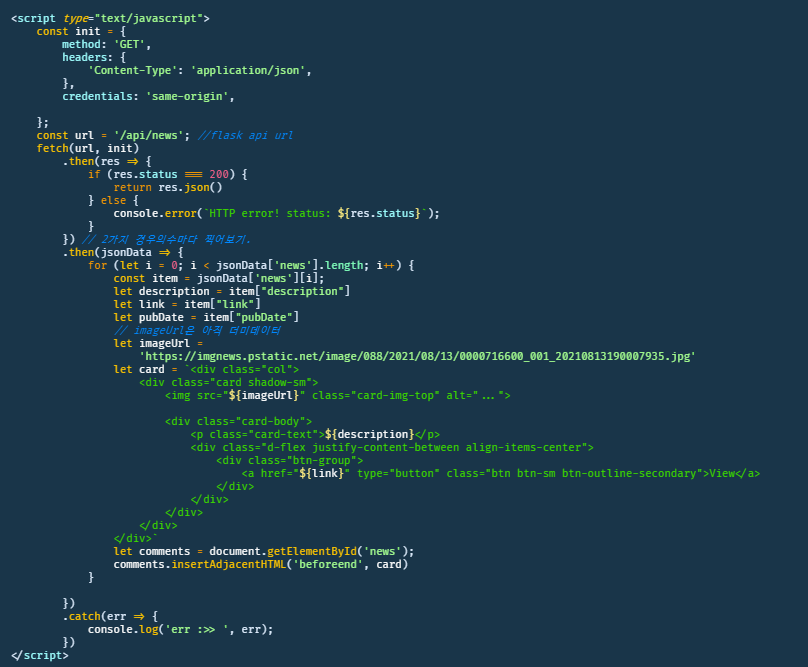 <script type="text/javascript">
    const init = {
        method: 'GET',
        headers: {
            'Content-Type': 'application/json',
        },
        credentials: 'same-origin',

    };
    const url = '/api/news'; //flask api url
    fetch(url, init)
        .then(res => {
            if (res.status === 200) {
                return res.json()
            } else {
                console.error(`HTTP error! status: ${res.status}`);
            }
        }) // 2가지 경우의수마다 찍어보기.
        .then(jsonData => {
            for (let i = 0; i < jsonData['news'].length; i++) {
                const item = jsonData['news'][i];
                let description = item["description"]
                let link = item["link"]
                let pubDate = item["pubDate"]
                // imageUrl은 아직 더미데이터
                let imageUrl =
                    'https://imgnews.pstatic.net/image/088/2021/08/13/0000716600_001_20210813190007935.jpg'
                let card = `<div class="col">
                    <div class="card shadow-sm">
                        <img src="${imageUrl}" class="card-img-top" alt="...">

                        <div class="card-body">
                            <p class="card-text">${description}</p>
                            <div class="d-flex justify-content-between align-items-center">
                                <div class="btn-group">
                                    <a href="${link}" type="button" class="btn btn-sm btn-outline-secondary">View</a>
                                </div>
                            </div>
                        </div>
                    </div>
                </div>`
                let comments = document.getElementById('news');
                comments.insertAdjacentHTML('beforeend', card)
            }

        })
        .catch(err => {
            console.log('err :>> ', err);
        })
</script>